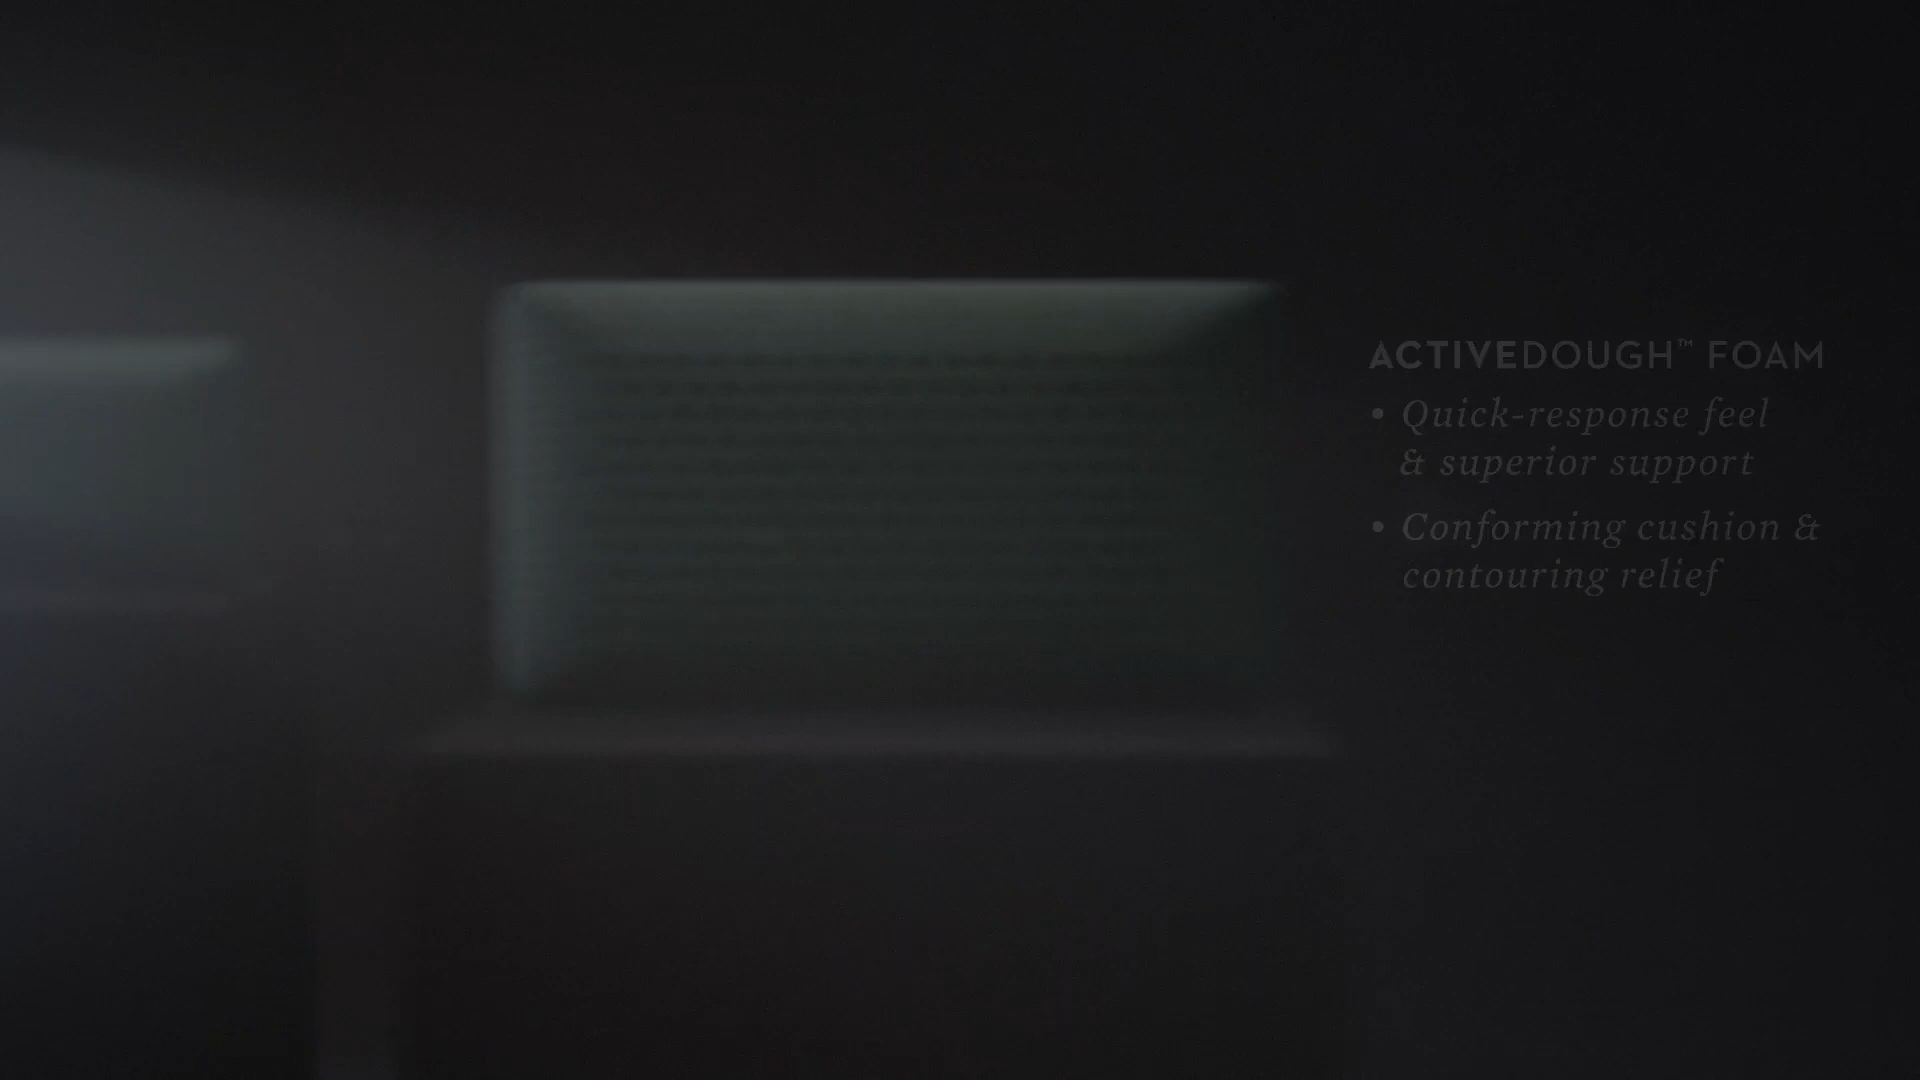 ACTIVEDOUGH™ FOAM
• Quick-response feel
& superior support
• Conforming cushion &
contouring relief